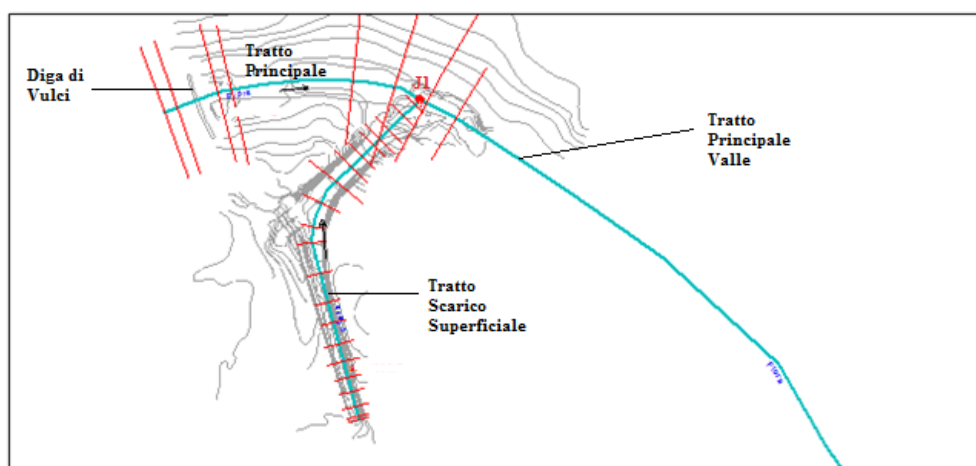 Tratto
Principale
Diga di
Vulci
J1
Tratto
Principale
Valle
Tratto
Scarico
Superficiale